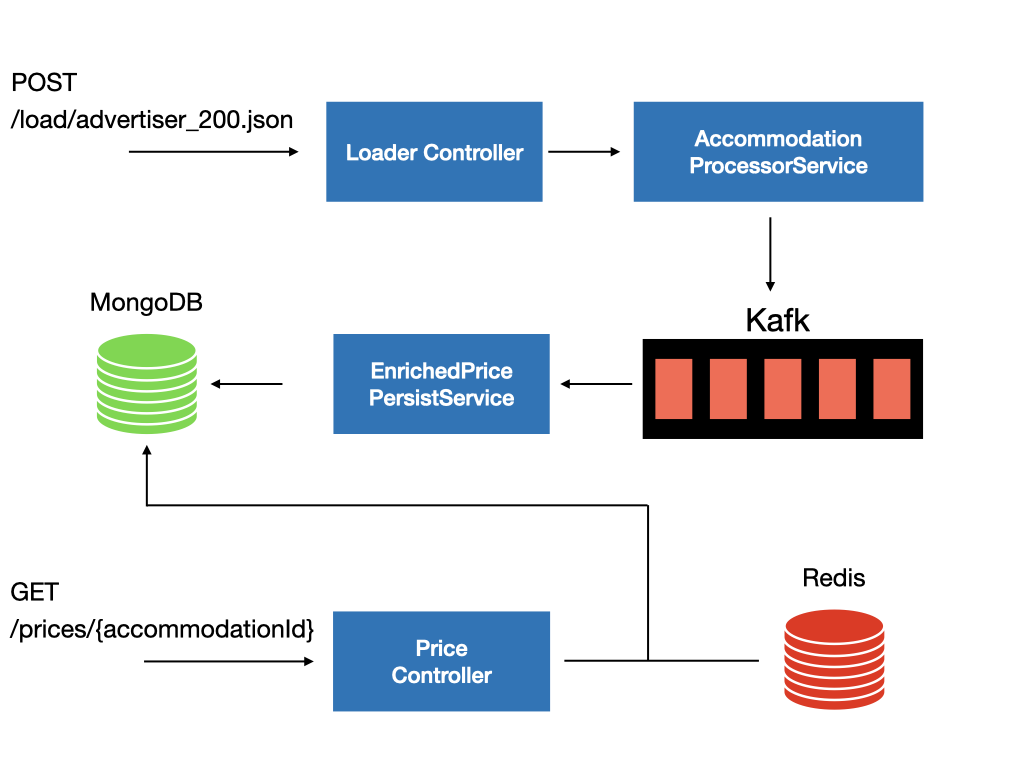 POST
/load/advertiser_200.json
Loader Controller
Accommodation
ProcessorService
MongoDB
EnrichedPrice
PersistService
Kafk
GET
/prices/{accommodationId}
Price
Controller
Redis